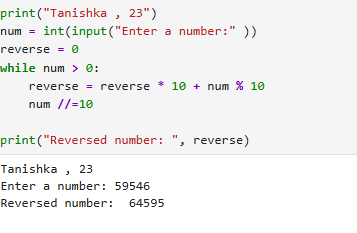 print("Tanishka , 23")
num = int(input("Enter a number:" ))
reverse = 0
while num > 0:
    reverse = reverse * 10 + num % 10
    num //=10

print("Reversed number: ", reverse)
Tanishka , 23
Enter a number: 59546
Reversed number:  64595